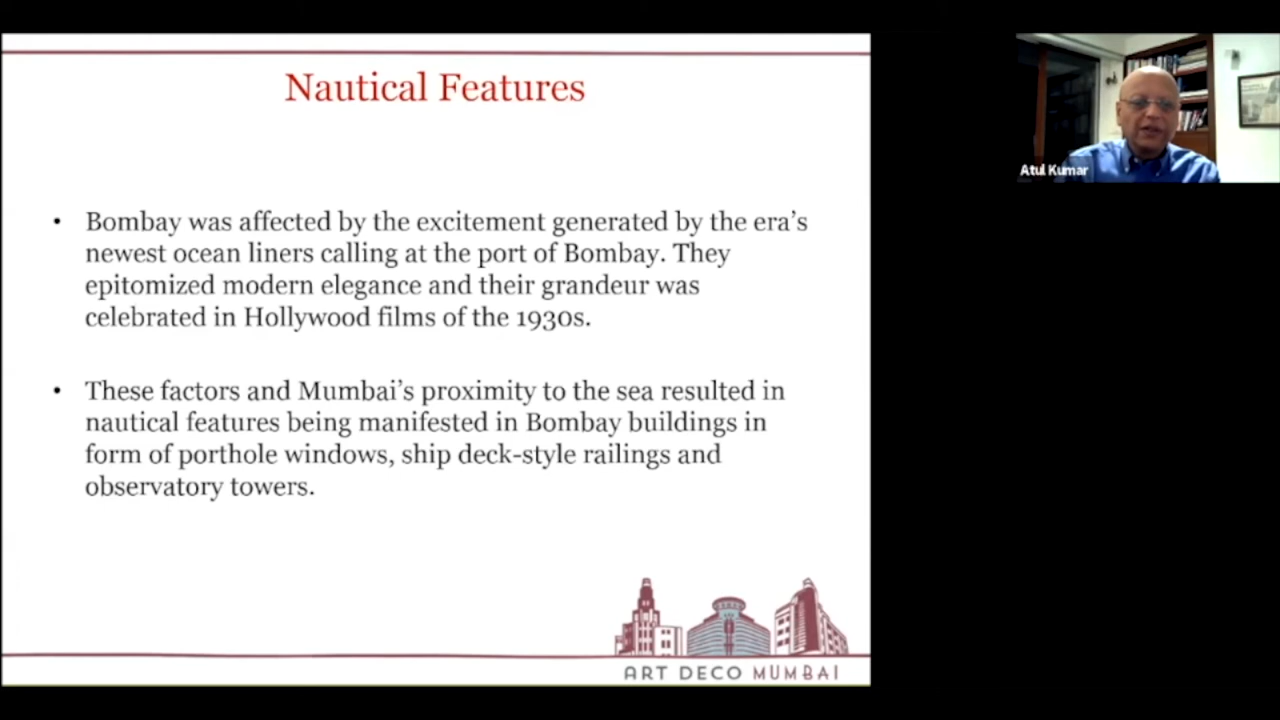 Nautical Features
• Bombay was affected by the excitement generated by the era’s
newest ocean liners calling at the port of Bombay. They
epitomized modern elegance and their grandeur was
celebrated in Hollywood films of the 1930s.
• These factors and Mumbai’s proximity to the sea resulted in
nautical features being manifested in Bombay buildings in
form of porthole windows, ship deck-style railings and
observatory towers.
ART DECO MUMBAI
Atul Kumar